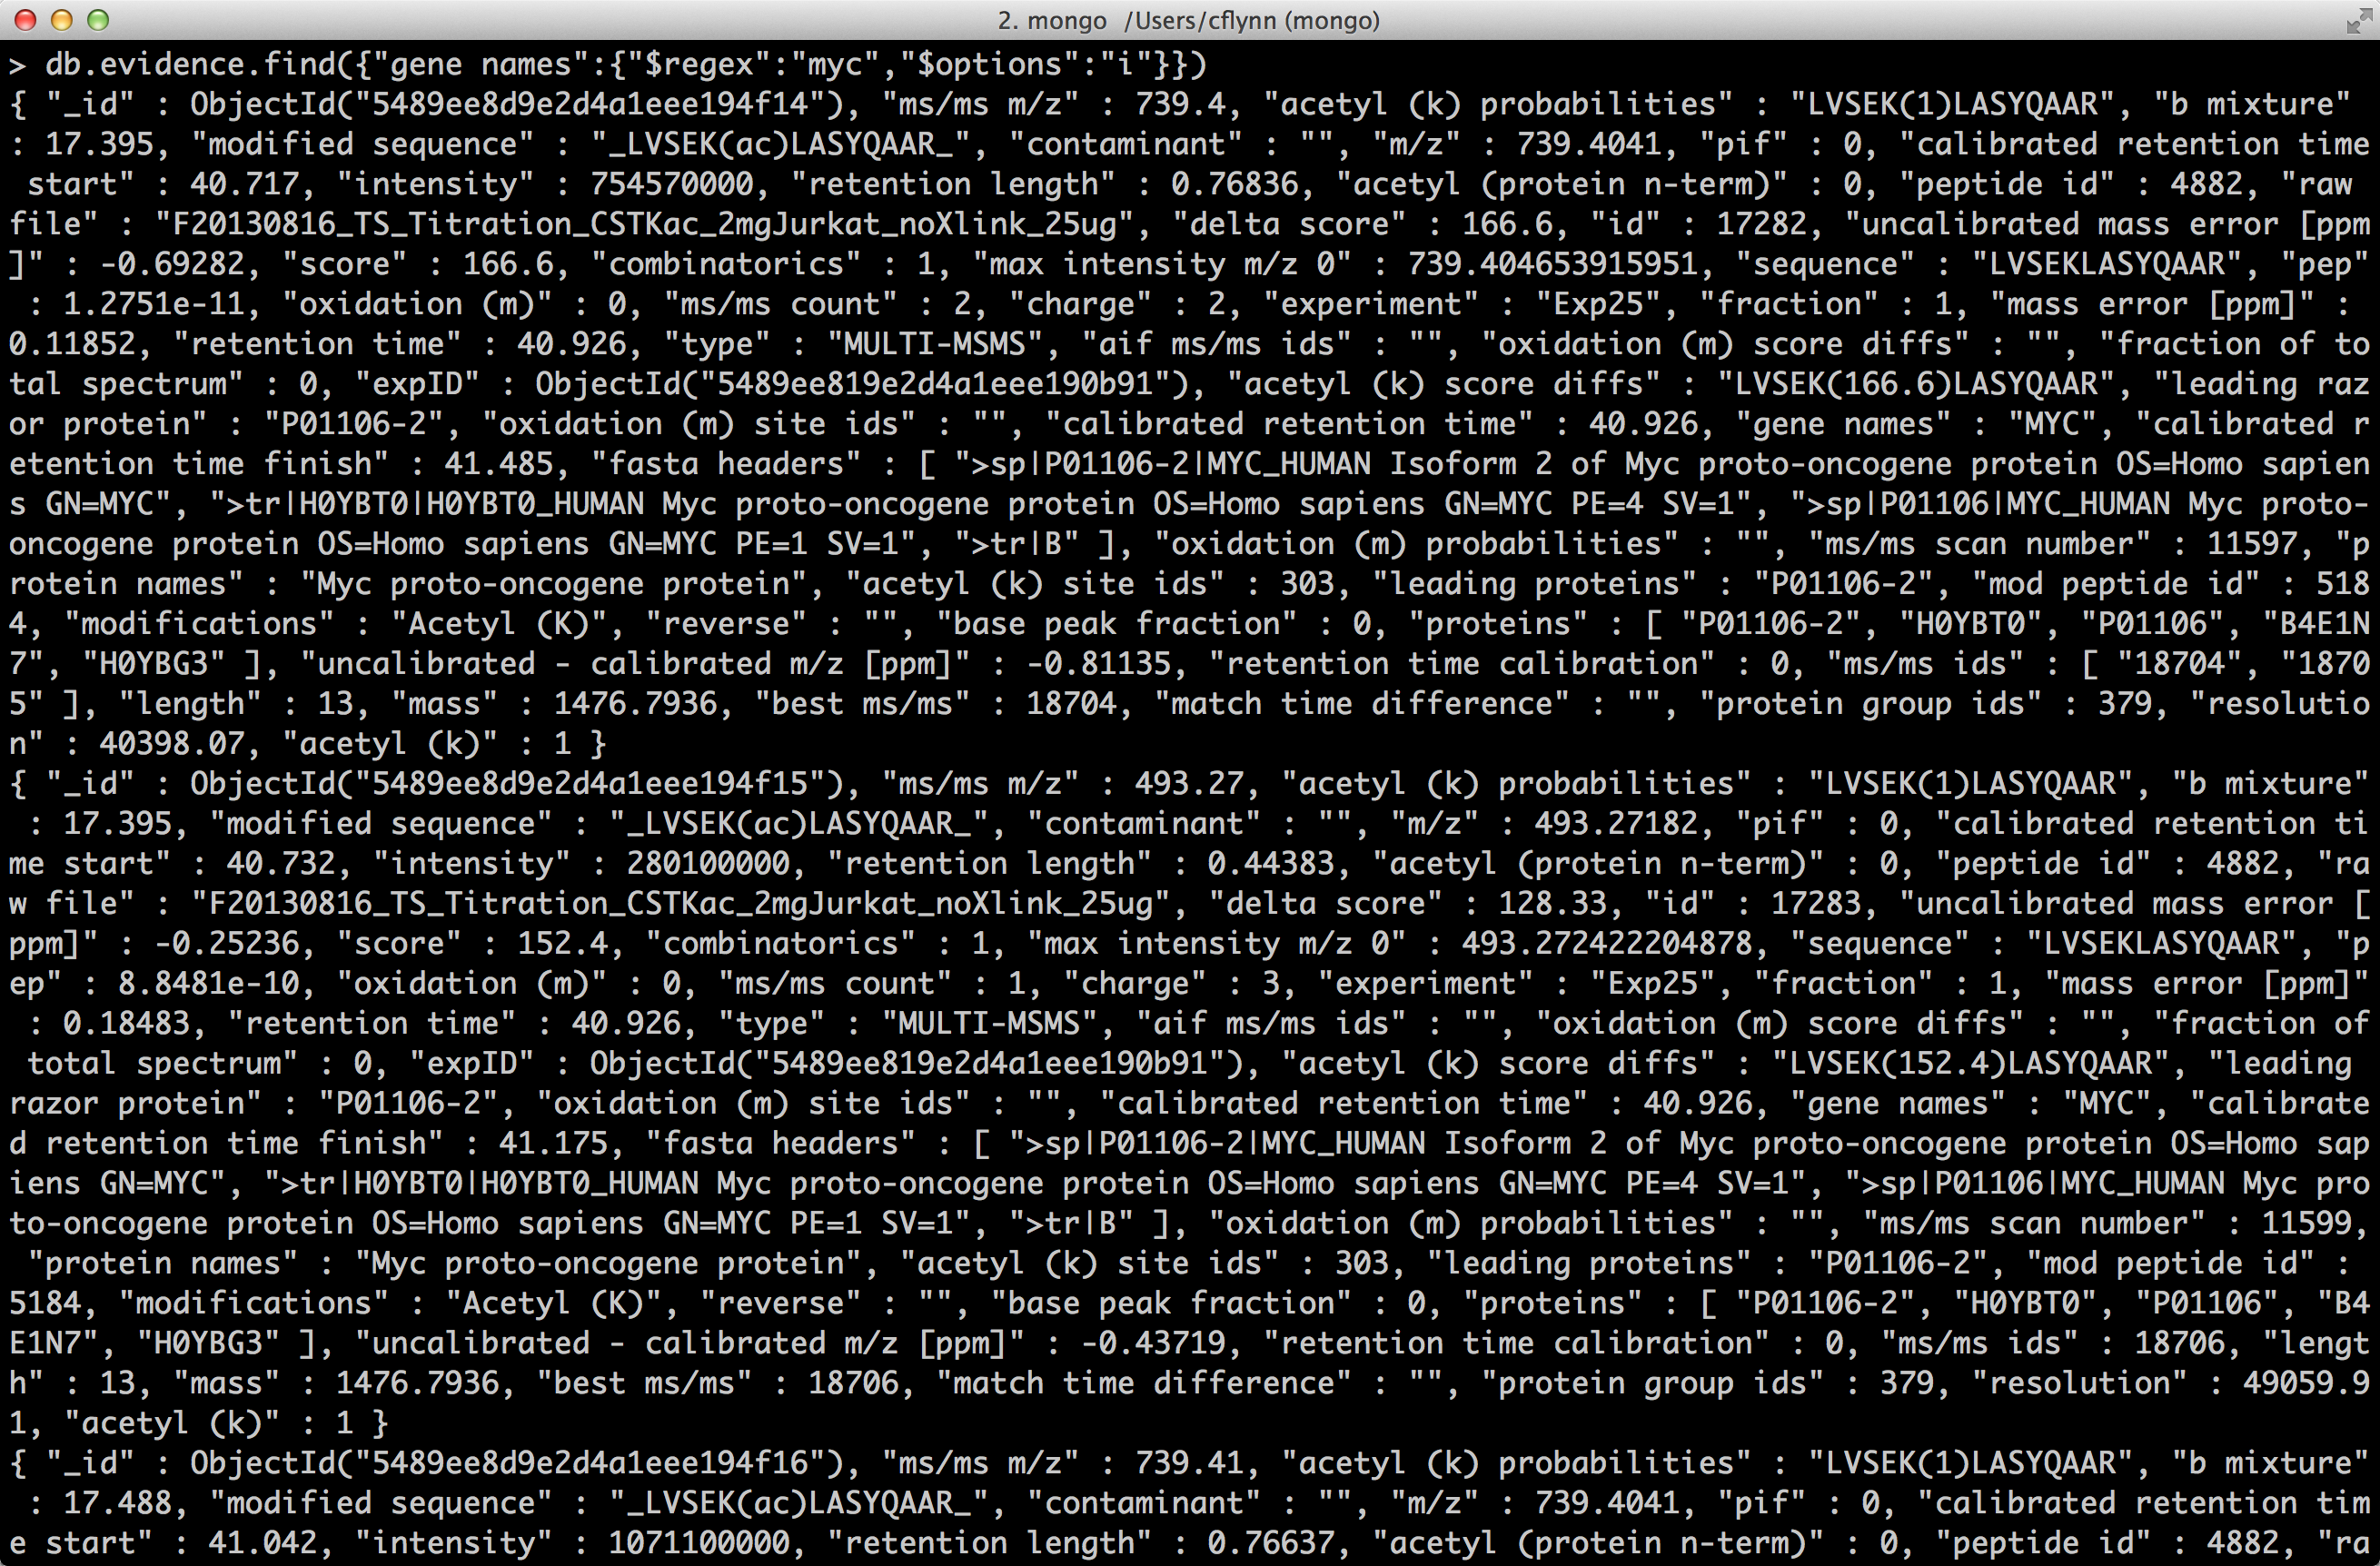 2. mongo  /Users/cflynn (mongo)
> db.evidence.find({"gene names":{"$regex":"myc","$options":"i"}})
{ "_id" : ObjectId("5489ee8d9e2d4a1eee194f14"), "ms/ms m/z" : 739.4, "acetyl (k) probabilities" : "LVSEK(1)LASYQAAR", "b mixture"
: 17.395, "modified sequence" : "_LVSEK(ac)LASYQAAR_", "contaminant" : "", "m/z" : 739.4041, "pif" : 0, "calibrated retention time
 start" : 40.717, "intensity" : 754570000, "retention length" : 0.76836, "acetyl (protein n-term)" : 0, "peptide id" : 4882, "raw
file" : "F20130816_TS_Titration_CSTKac_2mgJurkat_noXlink_25ug", "delta score" : 166.6, "id" : 17282, "uncalibrated mass error [ppm
]" : -0.69282, "score" : 166.6, "combinatorics" : 1, "max intensity m/z 0" : 739.404653915951, "sequence" : "LVSEKLASYQAAR", "pep"
 : 1.2751e-11, "oxidation (m)" : 0, "ms/ms count" : 2, "charge" : 2, "experiment" : "Exp25", "fraction" : 1, "mass error [ppm]" :
0.11852, "retention time" : 40.926, "type" : "MULTI-MSMS", "aif ms/ms ids" : "", "oxidation (m) score diffs" : "", "fraction of to
tal spectrum" : 0, "expID" : ObjectId("5489ee819e2d4a1eee190b91"), "acetyl (k) score diffs" : "LVSEK(166.6)LASYQAAR", "leading raz
or protein" : "P01106-2", "oxidation (m) site ids" : "", "calibrated retention time" : 40.926, "gene names" : "MYC", "calibrated r
etention time finish" : 41.485, "fasta headers" : [ ">sp|P01106-2|MYC_HUMAN Isoform 2 of Myc proto-oncogene protein OS=Homo sapien
s GN=MYC", ">tr|H0YBT0|H0YBT0_HUMAN Myc proto-oncogene protein OS=Homo sapiens GN=MYC PE=4 SV=1", ">sp|P01106|MYC_HUMAN Myc proto-
oncogene protein OS=Homo sapiens GN=MYC PE=1 SV=1", ">tr|B" ], "oxidation (m) probabilities" : "", "ms/ms scan number" : 11597, "p
rotein names" : "Myc proto-oncogene protein", "acetyl (k) site ids" : 303, "leading proteins" : "P01106-2", "mod peptide id" : 518
4, "modifications" : "Acetyl (K)", "reverse" : "", "base peak fraction" : 0, "proteins" : [ "P01106-2", "H0YBT0", "P01106", "B4E1N
7", "H0YBG3" ], "uncalibrated - calibrated m/z [ppm]" : -0.81135, "retention time calibration" : 0, "ms/ms ids" : [ "18704", "1870
5" ], "length" : 13, "mass" : 1476.7936, "best ms/ms" : 18704, "match time difference" : "", "protein group ids" : 379, "resolutio
n" : 40398.07, "acetyl (k)" : 1 }
{ "_id" : ObjectId("5489ee8d9e2d4a1eee194f15"), "ms/ms m/z" : 493.27, "acetyl (k) probabilities" : "LVSEK(1)LASYQAAR", "b mixture"
 : 17.395, "modified sequence" : "_LVSEK(ac)LASYQAAR_", "contaminant" : "", "m/z" : 493.27182, "pif" : 0, "calibrated retention ti
me start" : 40.732, "intensity" : 280100000, "retention length" : 0.44383, "acetyl (protein n-term)" : 0, "peptide id" : 4882, "ra
w file" : "F20130816_TS_Titration_CSTKac_2mgJurkat_noXlink_25ug", "delta score" : 128.33, "id" : 17283, "uncalibrated mass error [
ppm]" : -0.25236, "score" : 152.4, "combinatorics" : 1, "max intensity m/z 0" : 493.272422204878, "sequence" : "LVSEKLASYQAAR", "p
ep" : 8.8481e-10, "oxidation (m)" : 0, "ms/ms count" : 1, "charge" : 3, "experiment" : "Exp25", "fraction" : 1, "mass error [ppm]"
 : 0.18483, "retention time" : 40.926, "type" : "MULTI-MSMS", "aif ms/ms ids" : "", "oxidation (m) score diffs" : "", "fraction of
 total spectrum" : 0, "expID" : ObjectId("5489ee819e2d4a1eee190b91"), "acetyl (k) score diffs" : "LVSEK(152.4)LASYQAAR", "leading
razor protein" : "P01106-2", "oxidation (m) site ids" : "", "calibrated retention time" : 40.926, "gene names" : "MYC", "calibrate
d retention time finish" : 41.175, "fasta headers" : [ ">sp|P01106-2|MYC_HUMAN Isoform 2 of Myc proto-oncogene protein OS=Homo sap
iens GN=MYC", ">tr|H0YBT0|H0YBT0_HUMAN Myc proto-oncogene protein OS=Homo sapiens GN=MYC PE=4 SV=1", ">sp|P01106|MYC_HUMAN Myc pro
to-oncogene protein OS=Homo sapiens GN=MYC PE=1 SV=1", ">tr|B" ], "oxidation (m) probabilities" : "", "ms/ms scan number" : 11599,
 "protein names" : "Myc proto-oncogene protein", "acetyl (k) site ids" : 303, "leading proteins" : "P01106-2", "mod peptide id" :
5184, "modifications" : "Acetyl (K)", "reverse" : "", "base peak fraction" : 0, "proteins" : [ "P01106-2", "H0YBT0", "P01106", "B4
E1N7", "H0YBG3" ], "uncalibrated - calibrated m/z [ppm]" : -0.43719, "retention time calibration" : 0, "ms/ms ids" : 18706, "lengt
h" : 13, "mass" : 1476.7936, "best ms/ms" : 18706, "match time difference" : "", "protein group ids" : 379, "resolution" : 49059.9
1, "acetyl (k)" : 1 }
{ "_id" : ObjectId("5489ee8d9e2d4a1eee194f16"), "ms/ms m/z" : 739.41, "acetyl (k) probabilities" : "LVSEK(1)LASYQAAR", "b mixture"
 : 17.488, "modified sequence" : "_LVSEK(ac)LASYQAAR_", "contaminant" : "", "m/z" : 739.4041, "pif" : 0, "calibrated retention tim
e start" : 41.042, "intensity" : 1071100000, "retention length" : 0.76637, "acetyl (protein n-term)" : 0, "peptide id" : 4882, "ra